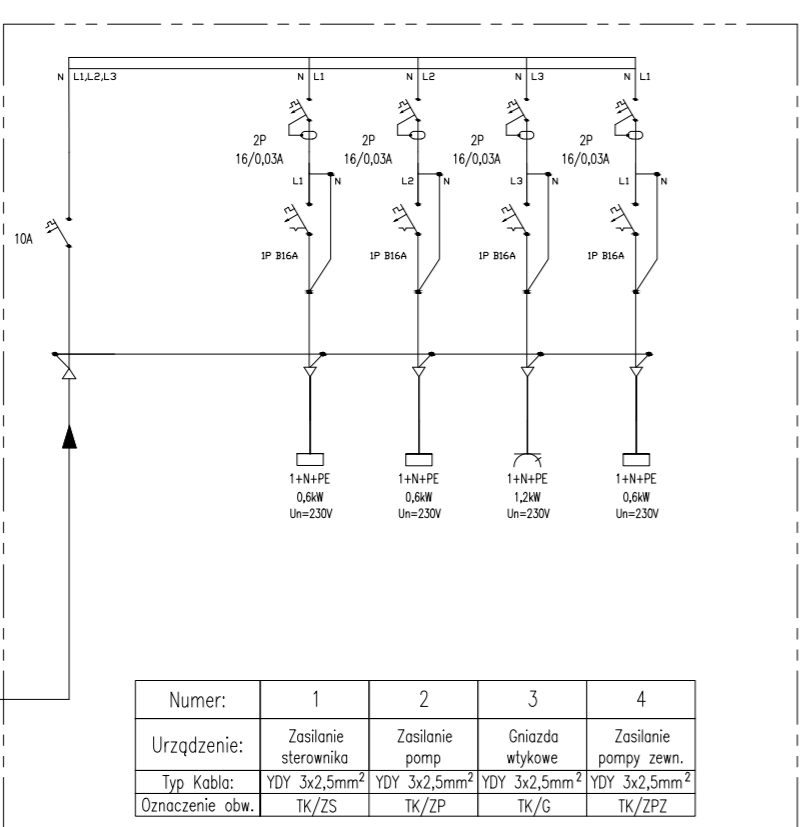 N L1,L2,L3 N L1 N L2 N L3 N L1
2P 2P 2P 2P
16/0,03A 16/0,03A 16/0,03A 16/0,03A
L1 N L2 N L3 N L1 N
10A
1P B16A 1P B16A 1P B16A 1P B16A
1+N+PE 1+N+PE 1+N+PE 1+N+PE
0,6kW 0,6kW 1,2kW 0,6kW
Un=230V Un=230V Un=230V Un=230V
Numer: 1 2 3 4
Urządzenie: Zasilanie sterownika Zasilanie pomp Gniazda wtykowe Zasilanie pompy zewn.
Typ Kabla: YDY 3x2,5mm² YDY 3x2,5mm² YDY 3x2,5mm² YDY 3x2,5mm²
Oznaczenie obw. TK/ZS TK/ZP TK/G TK/ZPZ